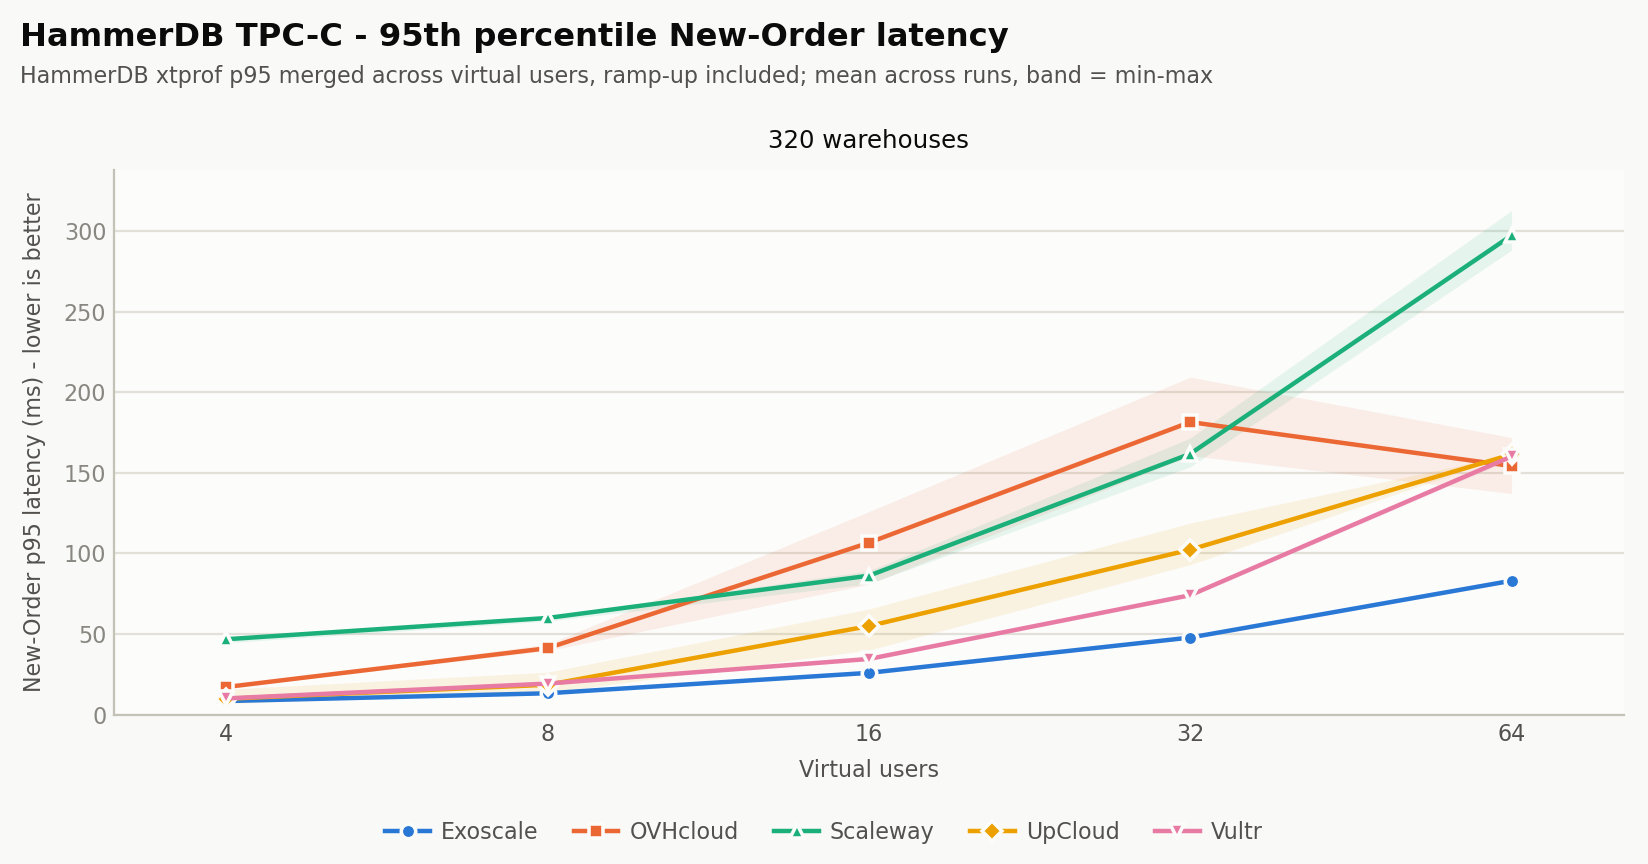 HammerDB TPC-C - 95th percentile New-Order latency
HammerDB xtprof p95 merged across virtual users, ramp-up included; mean across runs, band = min-max
320 warehouses
New-Order p95 latency (ms) - lower is better
300
250
200
150
100
50
0
4 8 16 32 64
Virtual users
Exoscale OVHcloud Scaleway UpCloud Vultr